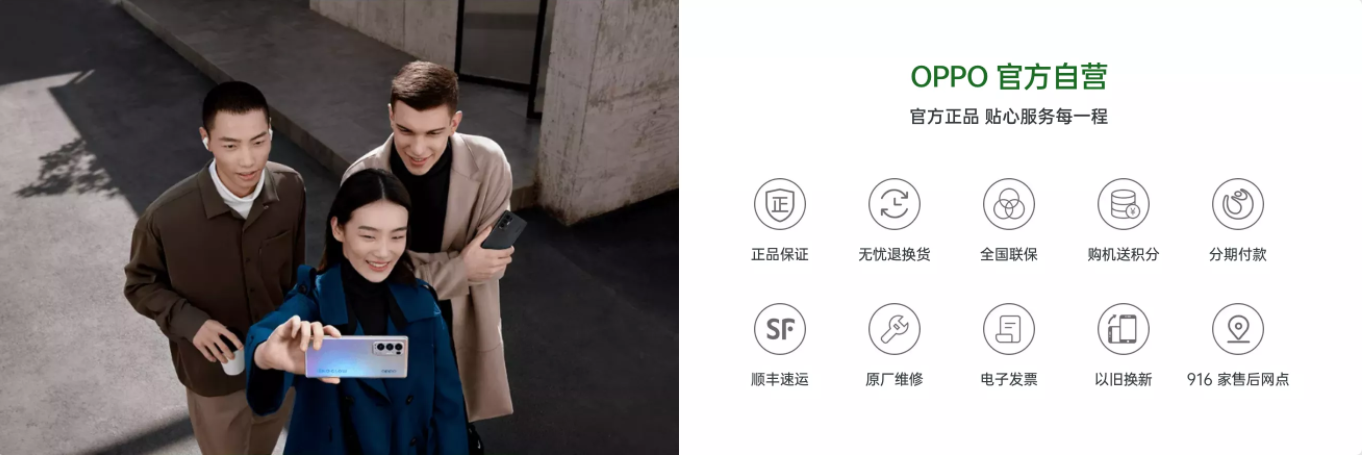 OPPO 官方自营
官方正品 贴心服务每一程
正
¥
正品保证 无忧退换货 全国联保 购机送积分 分期付款
SF
顺丰速运 原厂维修 电子发票 以旧换新 916 家售后网点